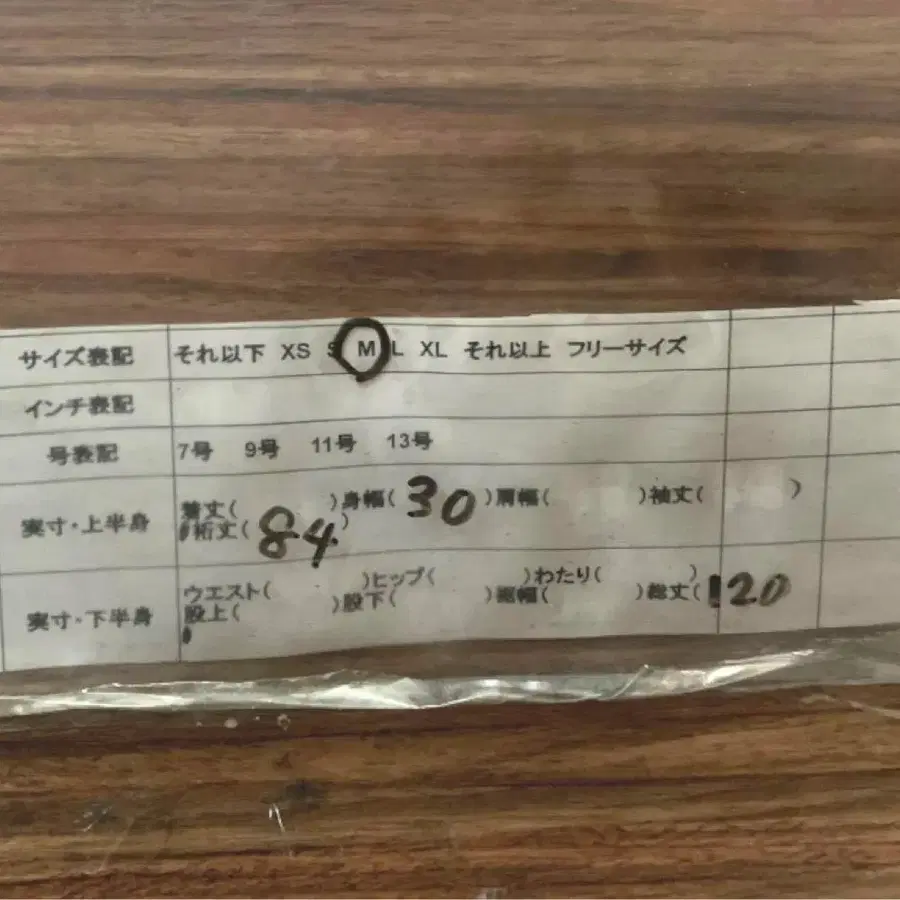 サイズ表記 それ以下 XS S M L XL それ以上 フリーサイズ
インチ表記
号表記 7号 9号 11号 13号
実寸・上半身 着丈( )身幅( 30 )肩幅( )袖丈( )
裄丈( 84 )
実寸・下半身 ウエスト( )ヒップ( )わたり( )
股上( )股下( )裾幅( )総丈( 120